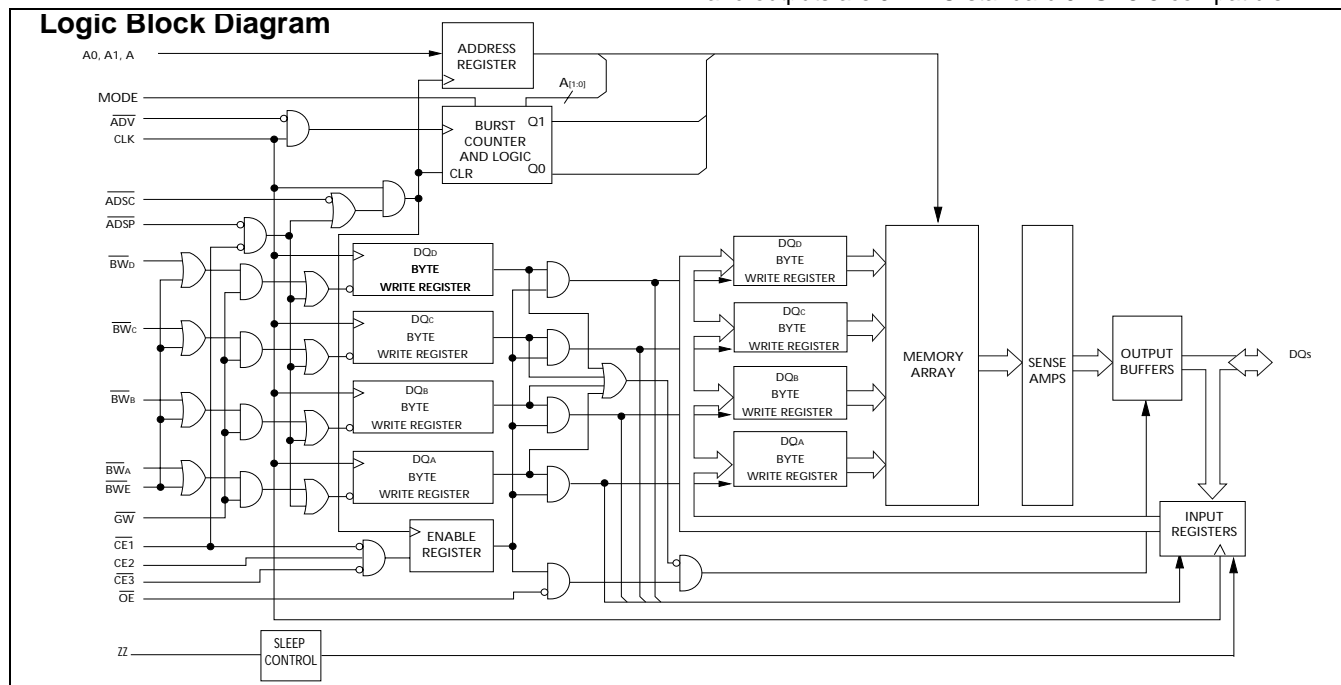 Logic Block Diagram
A0, A1, A
ADDRESS
REGISTER
MODE
A[1:0]
ADV
CLK
BURST
COUNTER
AND LOGIC
CLR
Q1
Q0
ADSC
ADSP
BWD
DQD
BYTE
WRITE REGISTER
DQD
BYTE
WRITE REGISTER
BWC
DQC
BYTE
WRITE REGISTER
DQC
BYTE
WRITE REGISTER
MEMORY
ARRAY
SENSE
AMPS
OUTPUT
BUFFERS
DQs
BWB
DQB
BYTE
WRITE REGISTER
DQB
BYTE
WRITE REGISTER
BWA
BWE
DQA
BYTE
WRITE REGISTER
DQA
BYTE
WRITE REGISTER
GW
CE1
CE2
CE3
OE
ENABLE
REGISTER
INPUT
REGISTERS
ZZ
SLEEP
CONTROL